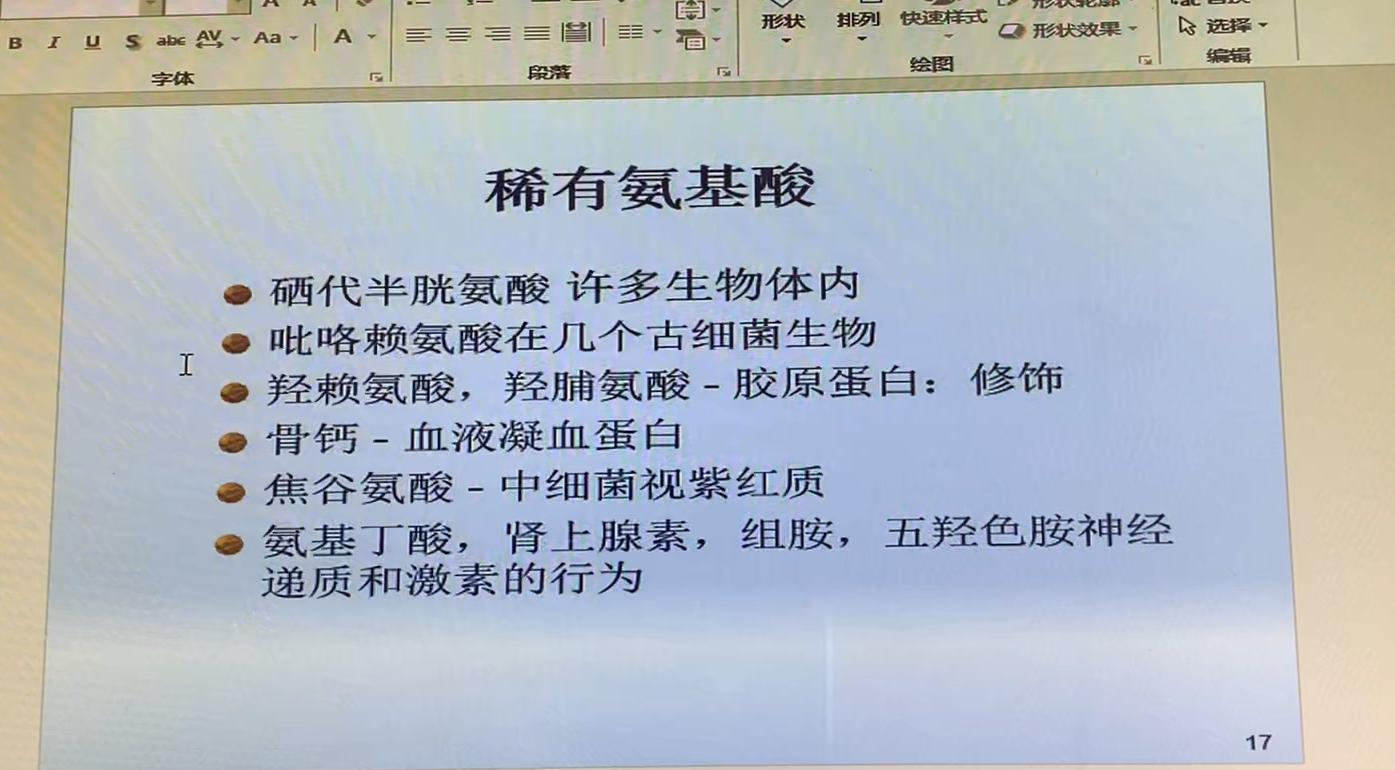 B I U S abc AV Aa A
形状 排列 快速样式 形状效果 选择
字体 段落 绘图 编辑
稀有氨基酸
硒代半胱氨酸 许多生物体内
吡咯赖氨酸在几个古细菌生物
羟赖氨酸，羟脯氨酸－胶原蛋白：修饰
骨钙－血液凝血蛋白
焦谷氨酸－中细菌视紫红质
氨基丁酸，肾上腺素，组胺，五羟色胺神经
递质和激素的行为
17